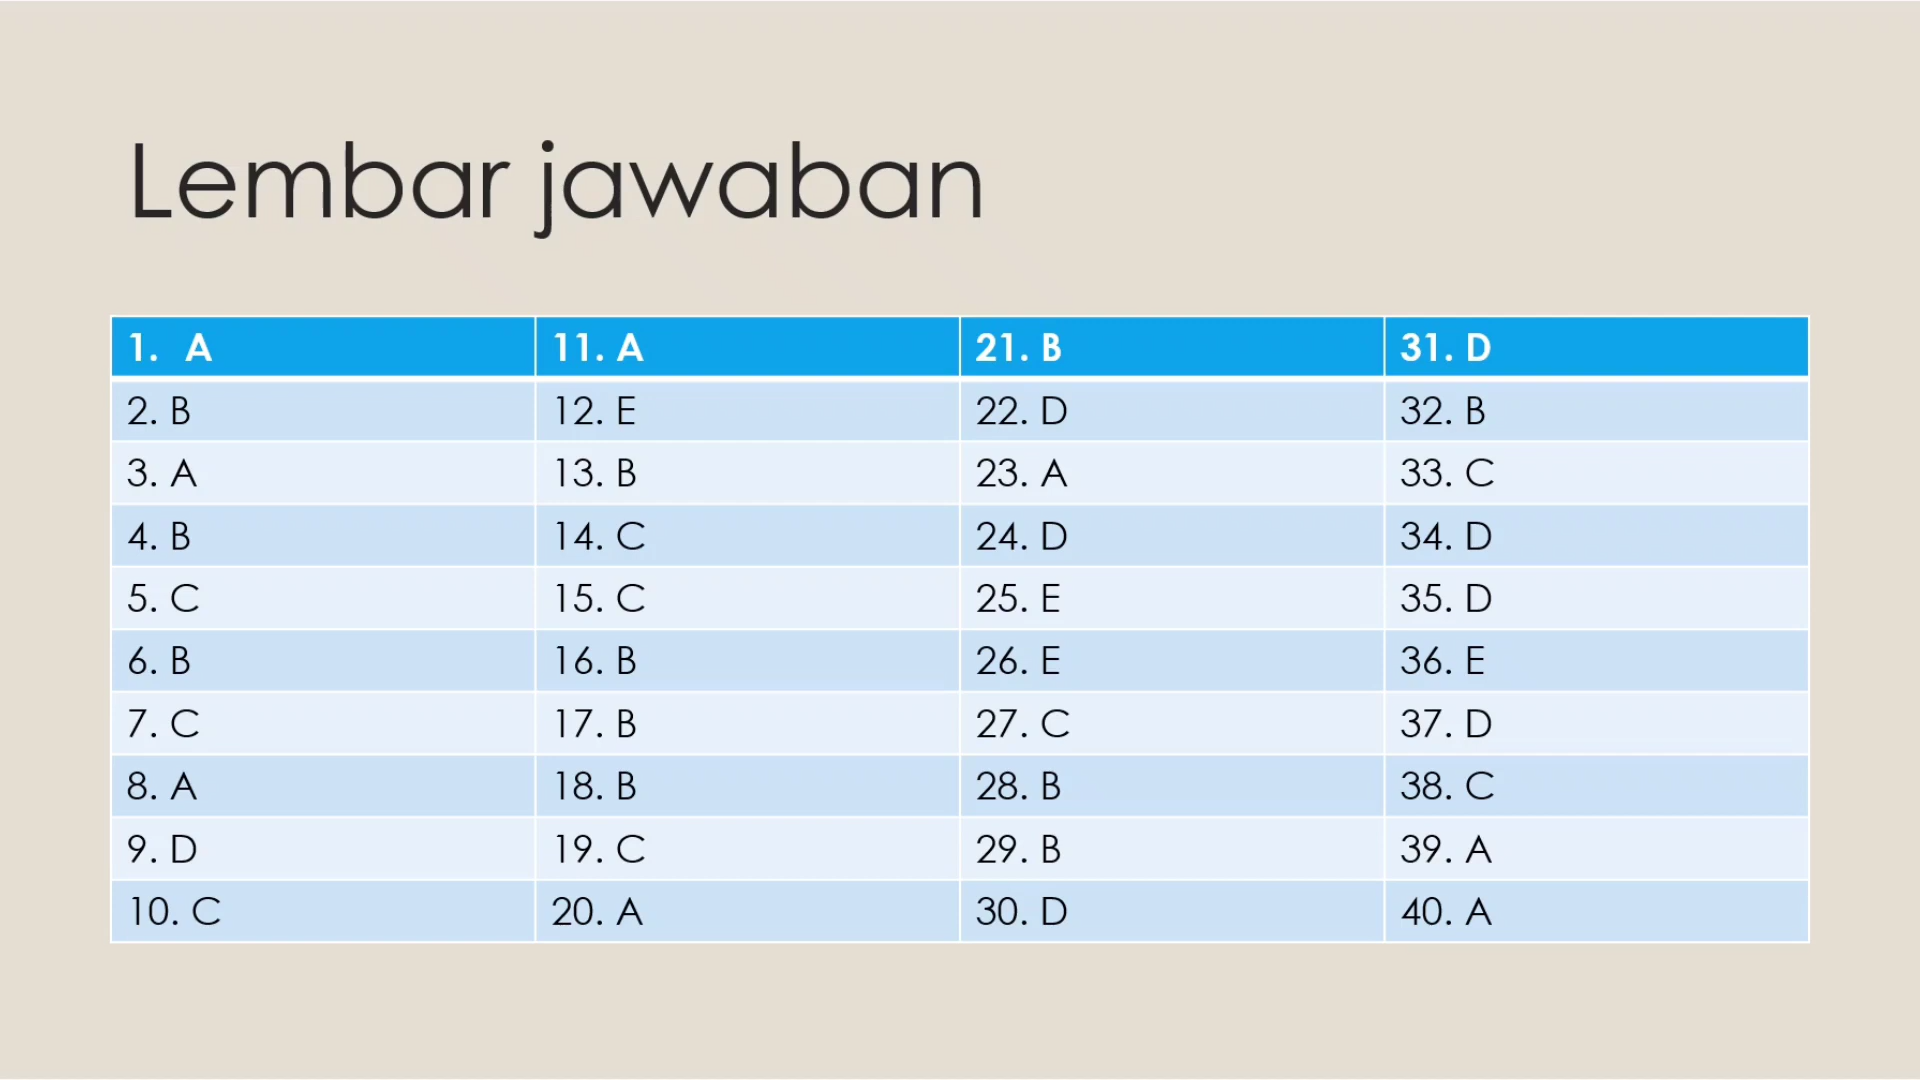 Lembar jawaban
1. A 11. A 21. B 31. D
2. B 12. E 22. D 32. B
3. A 13. B 23. A 33. C
4. B 14. C 24. D 34. D
5. C 15. C 25. E 35. D
6. B 16. B 26. E 36. E
7. C 17. B 27. C 37. D
8. A 18. B 28. B 38. C
9. D 19. C 29. B 39. A
10. C 20. A 30. D 40. A